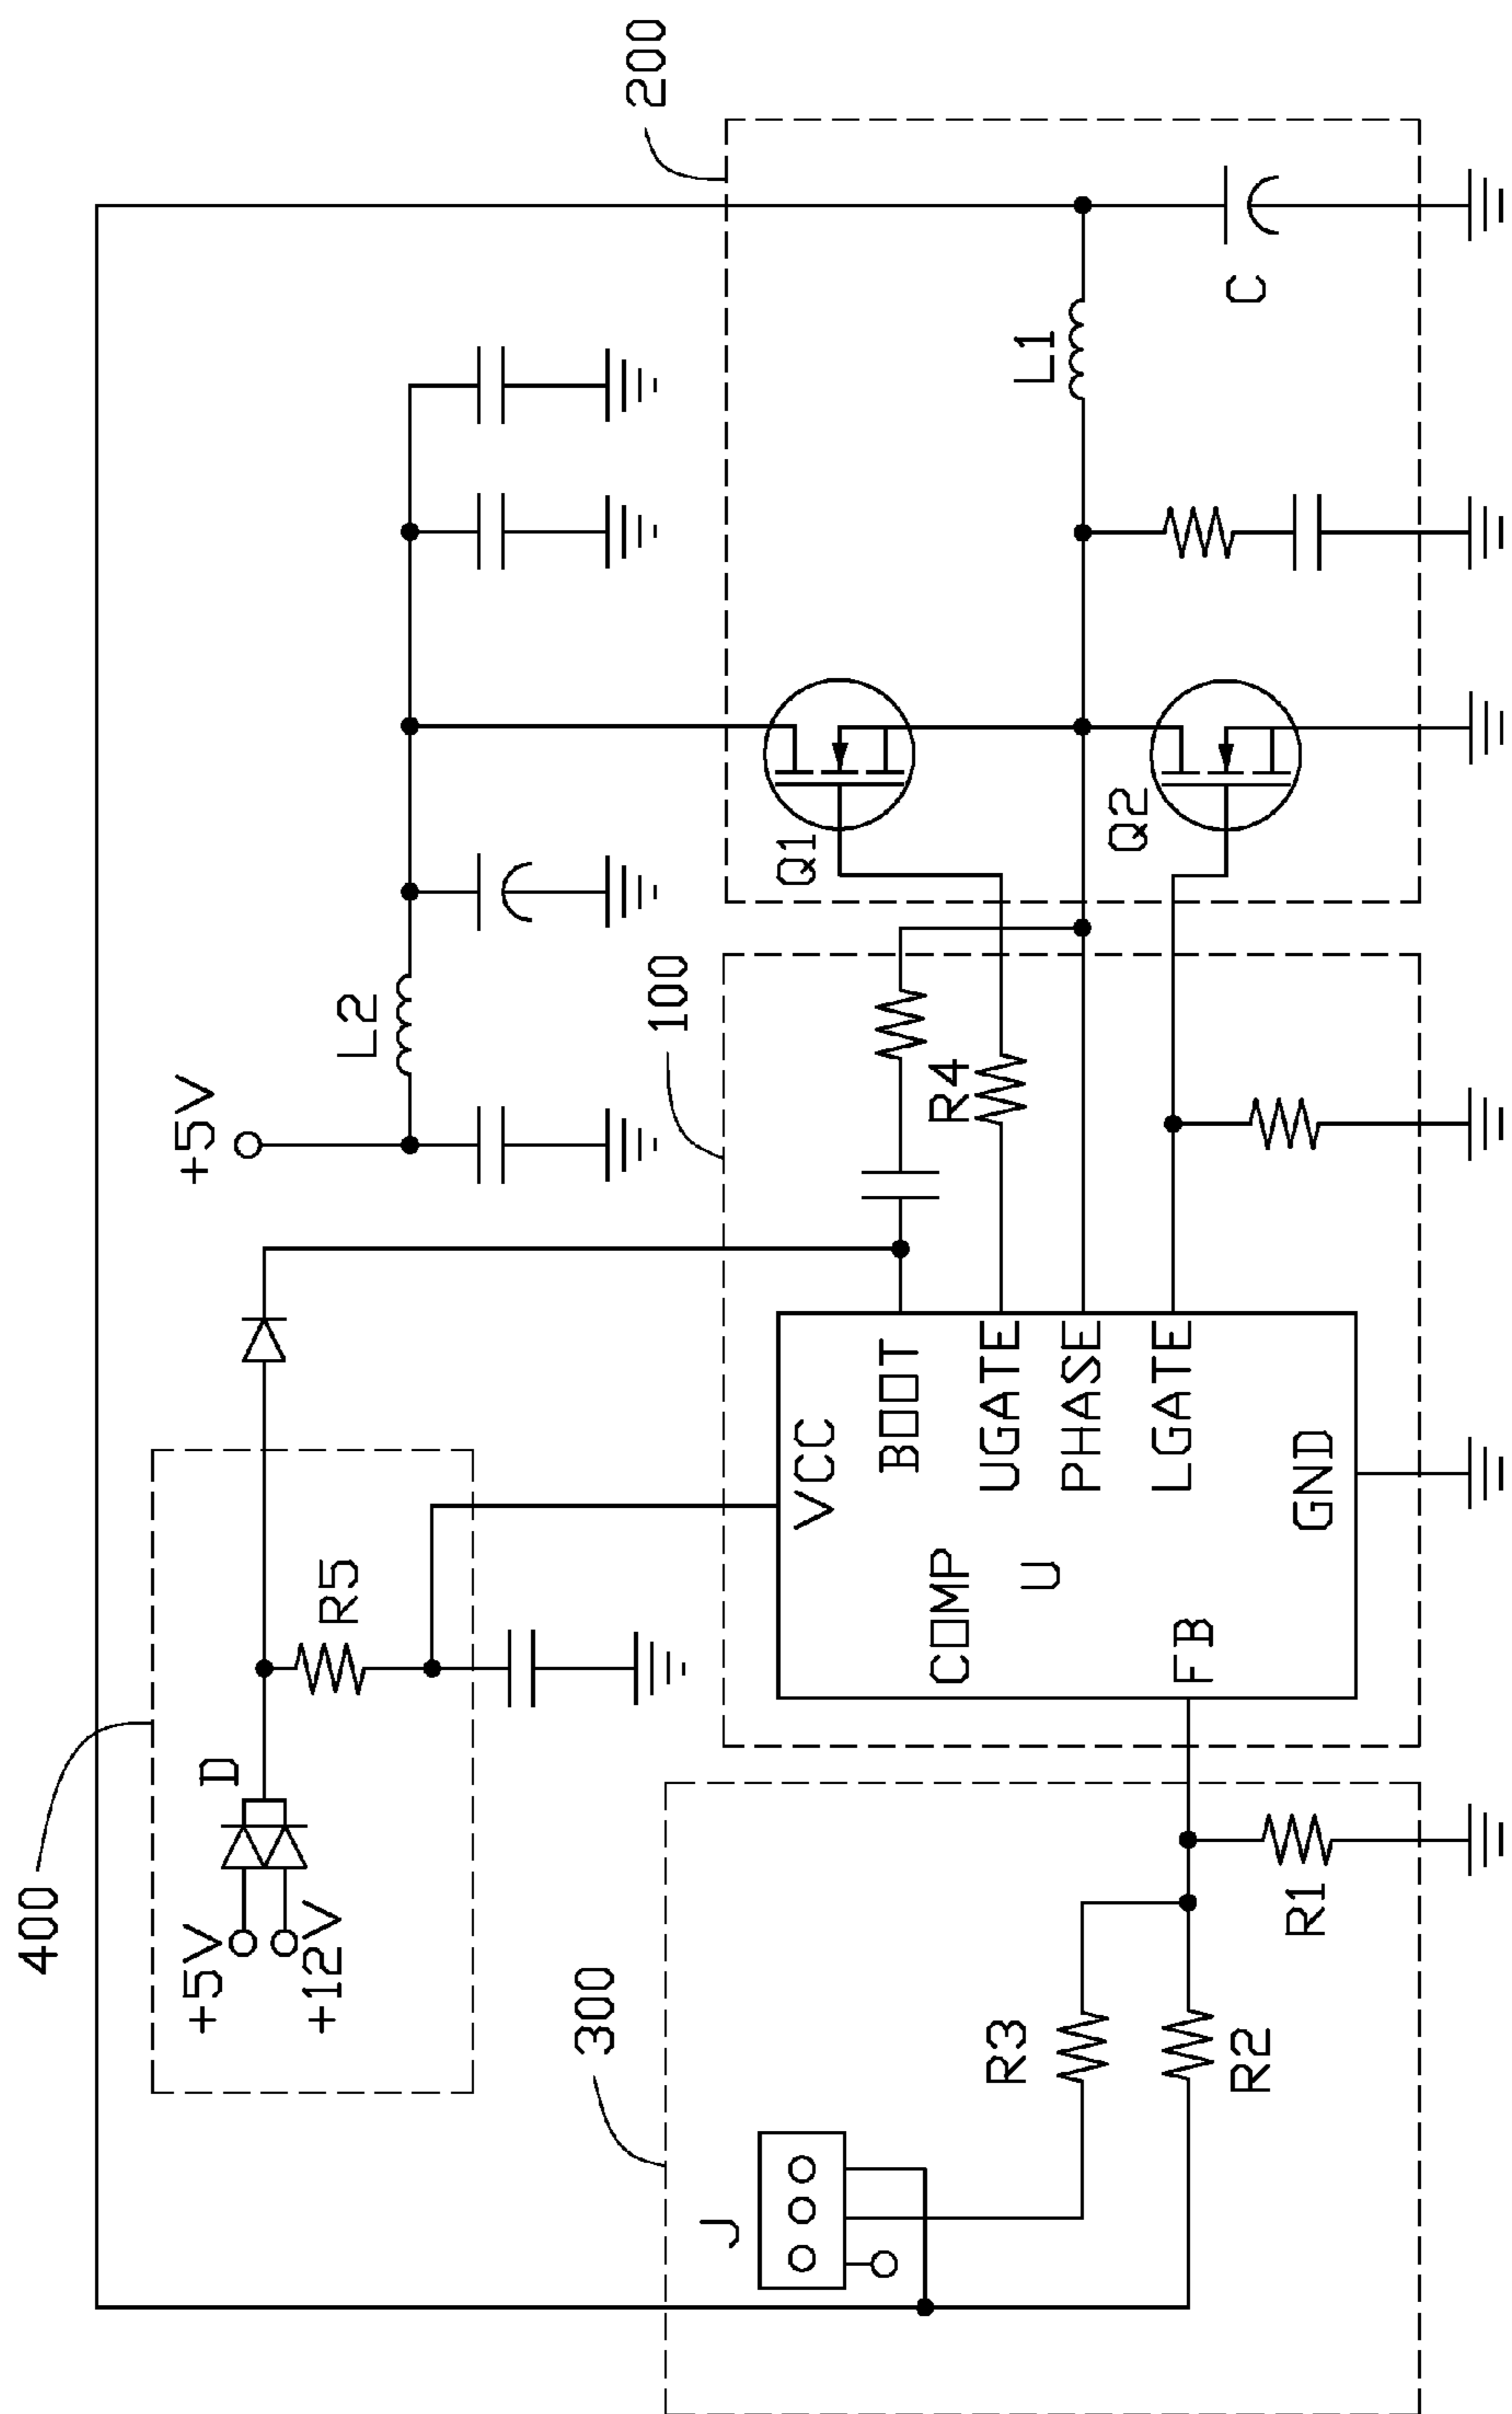 400
+5V
+12V
D
R5
+5V
L2
200
300
J
R3
R2
R1
100
VCC
BOOT
COMP
UGATE
U
PHASE
FB
LGATE
GND
R4
Q1
Q2
L1
C